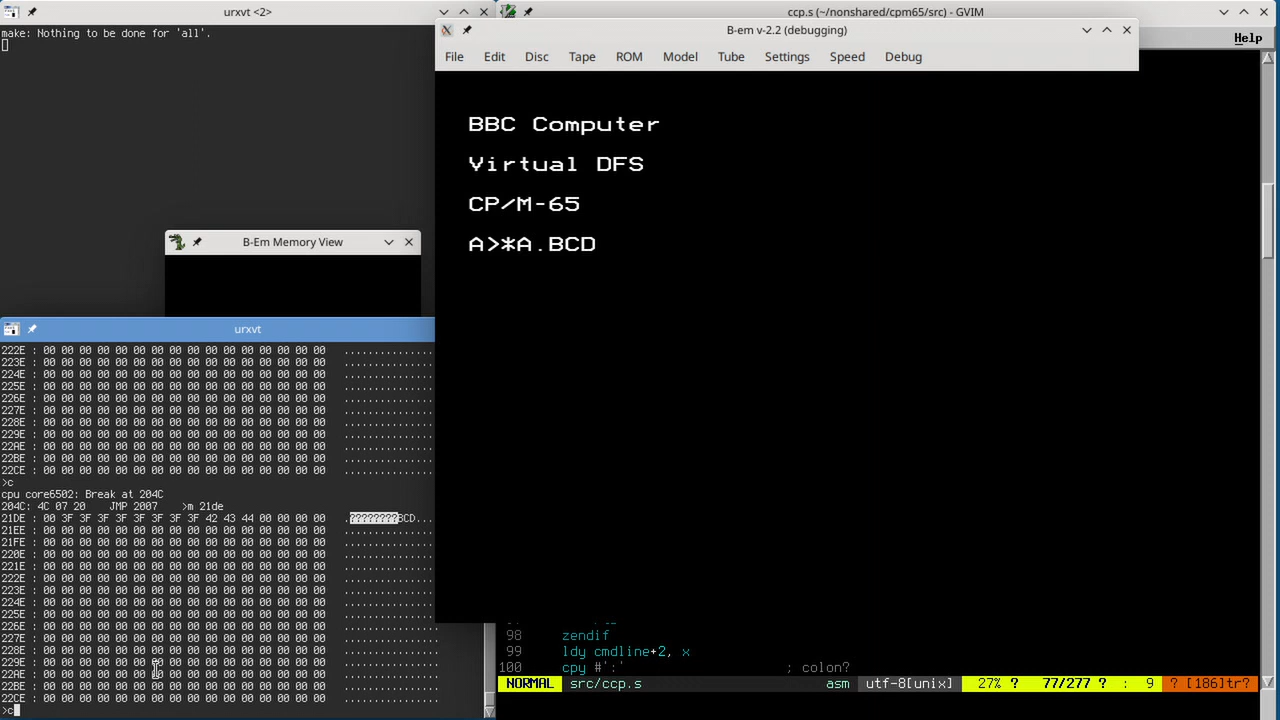 urxvt <2>
make: Nothing to be done for 'all'.
ccp.s (~/nonshared/cpm65/src) - GVIM
Help
B-em v-2.2 (debugging)
File Edit Disc Tape ROM Model Tube Settings Speed Debug
BBC Computer
Virtual DFS
CP/M-65
A>*A.BCD
B-Em Memory View
urxvt
222E : 00 00 00 00 00 00 00 00 00 00 00 00 00 00 00 00 ...............
223E : 00 00 00 00 00 00 00 00 00 00 00 00 00 00 00 00 ...............
224E : 00 00 00 00 00 00 00 00 00 00 00 00 00 00 00 00 ...............
225E : 00 00 00 00 00 00 00 00 00 00 00 00 00 00 00 00 ...............
226E : 00 00 00 00 00 00 00 00 00 00 00 00 00 00 00 00 ...............
227E : 00 00 00 00 00 00 00 00 00 00 00 00 00 00 00 00 ...............
228E : 00 00 00 00 00 00 00 00 00 00 00 00 00 00 00 00 ...............
229E : 00 00 00 00 00 00 00 00 00 00 00 00 00 00 00 00 ...............
22AE : 00 00 00 00 00 00 00 00 00 00 00 00 00 00 00 00 ...............
22BE : 00 00 00 00 00 00 00 00 00 00 00 00 00 00 00 00 ...............
22CE : 00 00 00 00 00 00 00 00 00 00 00 00 00 00 00 00 ...............
>c
cpu core6502: Break at 204C
204C: 4C 07 20 JMP 2007 >m 21de
21DE : 00 3F 3F 3F 3F 3F 3F 3F 3F 42 43 44 00 00 00 00 .????????BCD...
21EE : 00 00 00 00 00 00 00 00 00 00 00 00 00 00 00 00 ...............
21FE : 00 00 00 00 00 00 00 00 00 00 00 00 00 00 00 00 ...............
220E : 00 00 00 00 00 00 00 00 00 00 00 00 00 00 00 00 ...............
221E : 00 00 00 00 00 00 00 00 00 00 00 00 00 00 00 00 ...............
222E : 00 00 00 00 00 00 00 00 00 00 00 00 00 00 00 00 ...............
223E : 00 00 00 00 00 00 00 00 00 00 00 00 00 00 00 00 ...............
224E : 00 00 00 00 00 00 00 00 00 00 00 00 00 00 00 00 ...............
225E : 00 00 00 00 00 00 00 00 00 00 00 00 00 00 00 00 ...............
226E : 00 00 00 00 00 00 00 00 00 00 00 00 00 00 00 00 ...............
227E : 00 00 00 00 00 00 00 00 00 00 00 00 00 00 00 00 ...............
228E : 00 00 00 00 00 00 00 00 00 00 00 00 00 00 00 00 ...............
229E : 00 00 00 00 00 00 00 00 00 00 00 00 00 00 00 00 ...............
22AE : 00 00 00 00 00 00 00 00 00 00 00 00 00 00 00 00 ...............
22BE : 00 00 00 00 00 00 00 00 00 00 00 00 00 00 00 00 ...............
22CE : 00 00 00 00 00 00 00 00 00 00 00 00 00 00 00 00 ...............
>c
98 zendif
99 ldy cmdline+2, x
100 cpy #':' ; colon?
NORMAL src/ccp.s asm utf-8[unix] 27% ? 77/277 ? : 9 ? [186]tr?